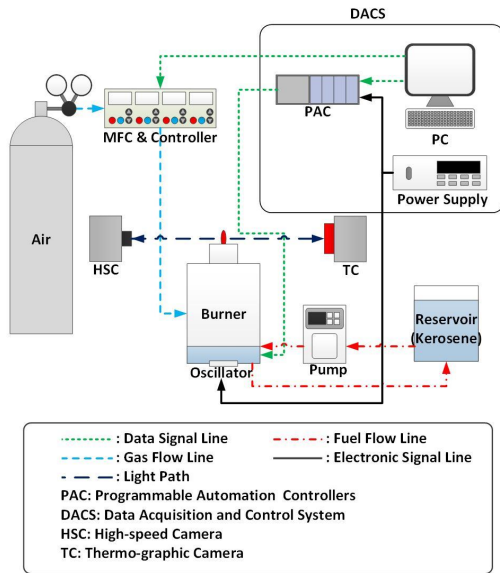 DACS
PAC
PC
MFC & Controller
Power Supply
Air
HSC
TC
Burner
Reservoir
(Kerosene)
Oscillator
Pump
: Data Signal Line
: Fuel Flow Line
: Gas Flow Line
: Electronic Signal Line
: Light Path
PAC: Programmable Automation Controllers
DACS: Data Acquisition and Control System
HSC: High-speed Camera
TC: Thermo-graphic Camera